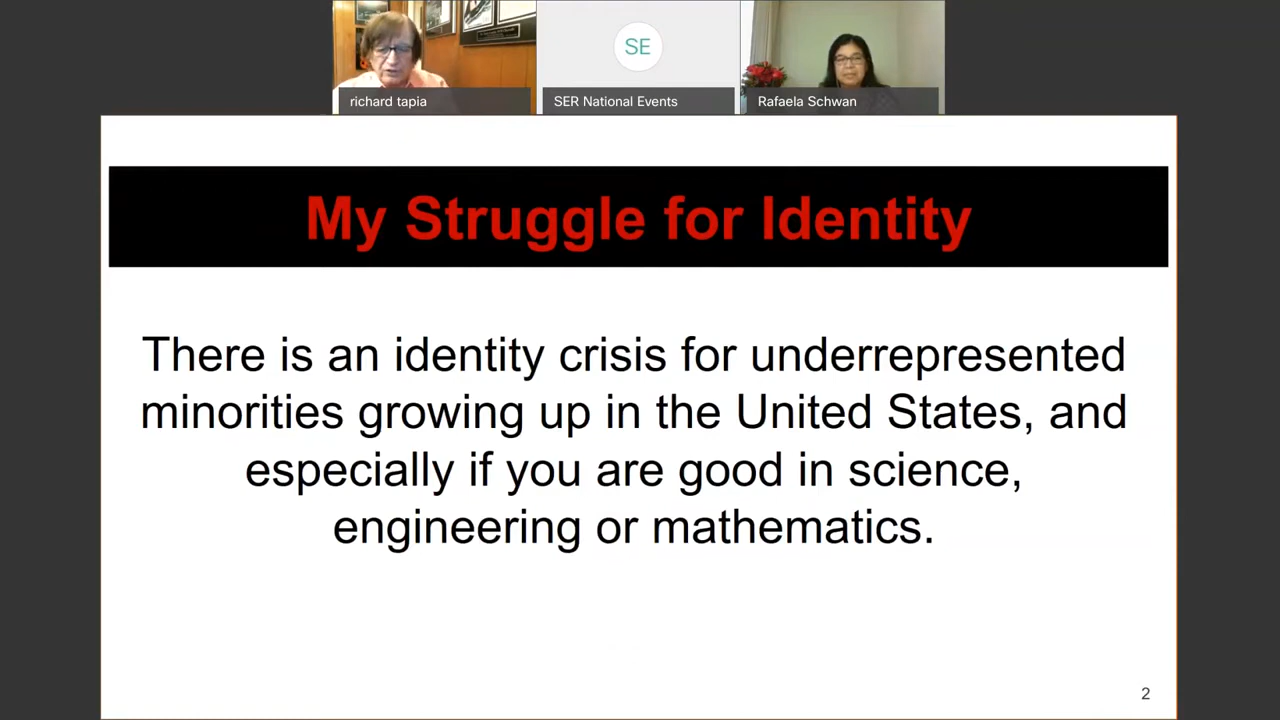 richard tapia
SE
SER National Events
Rafaela Schwan
My Struggle for Identity
There is an identity crisis for underrepresented
minorities growing up in the United States, and
especially if you are good in science,
engineering or mathematics.
2